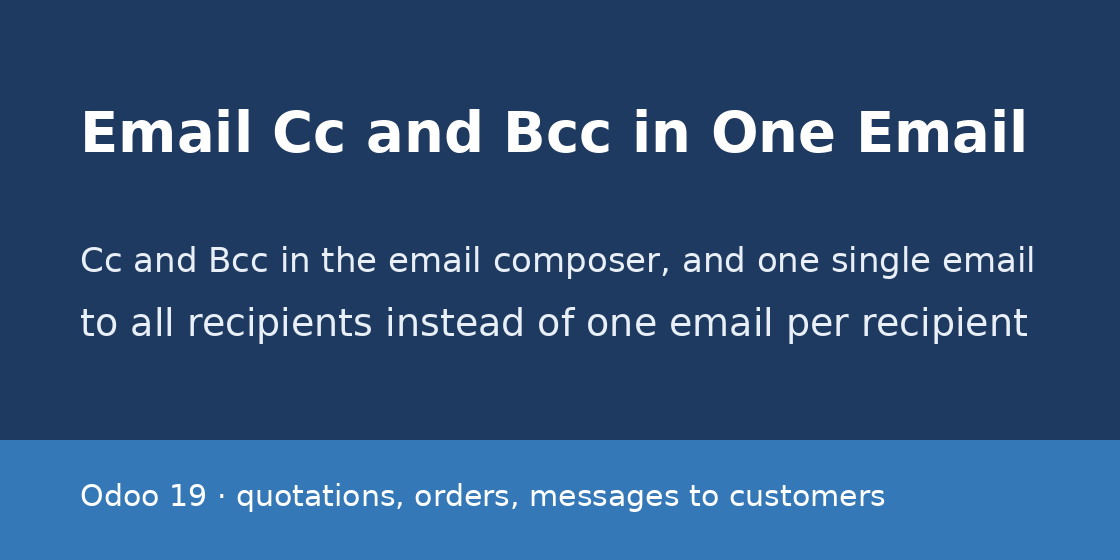 Email Cc and Bcc in One Email
Cc and Bcc in the email composer, and one single email
to all recipients instead of one email per recipient
Odoo 19 · quotations, orders, messages to customers